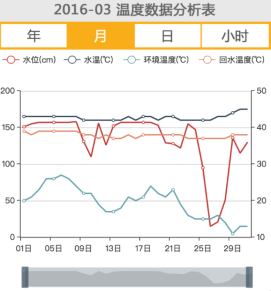 2016-03 温度数据分析表
年 月 日 小时
水位(cm) 水温(℃) 环境温度(℃) 回水温度(℃)
200 50
150 40
100 30
50 20
0 10
01日 05日 09日 13日 17日 21日 25日 30日